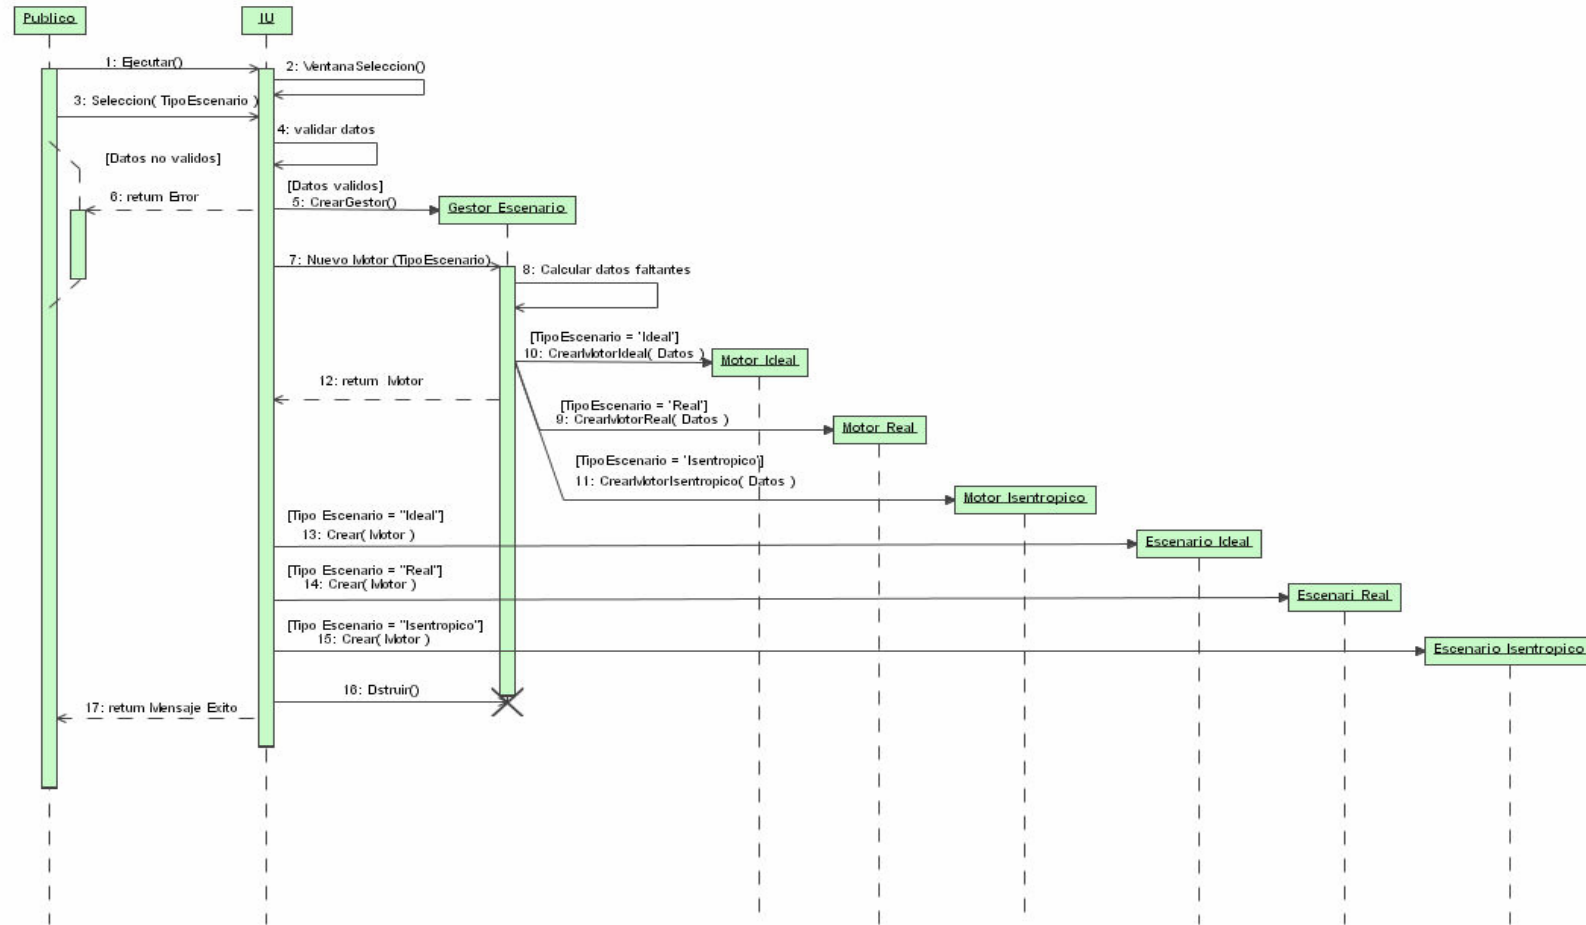 Publico
IU
1: Ejecutar()
2: VentanaSeleccion()
3: Seleccion( TipoEscenario )
4: validar datos
[Datos no validos]
[Datos validos]
6: return Error
5: CrearGestor()
Gestor Escenario
7: Nuevo Motor (TipoEscenario)
8: Calcular datos faltantes
[TipoEscenario = 'Ideal']
10: CrearMotorIdeal( Datos )
Motor Ideal
12: return Motor
[TipoEscenario = 'Real']
9: CrearMotorReal( Datos )
Motor Real
[TipoEscenario = 'Isentropico']
11: CrearMotorIsentropico( Datos )
Motor Isentropico
[Tipo Escenario = "Ideal"]
13: Crear( Motor )
Escenario Ideal
[Tipo Escenario = "Real"]
14: Crear( Motor )
Escenari Real
[Tipo Escenario = "Isentropico"]
15: Crear( Motor )
Escenario Isentropico
16: Dstruir()
17: return Mensaje Exito